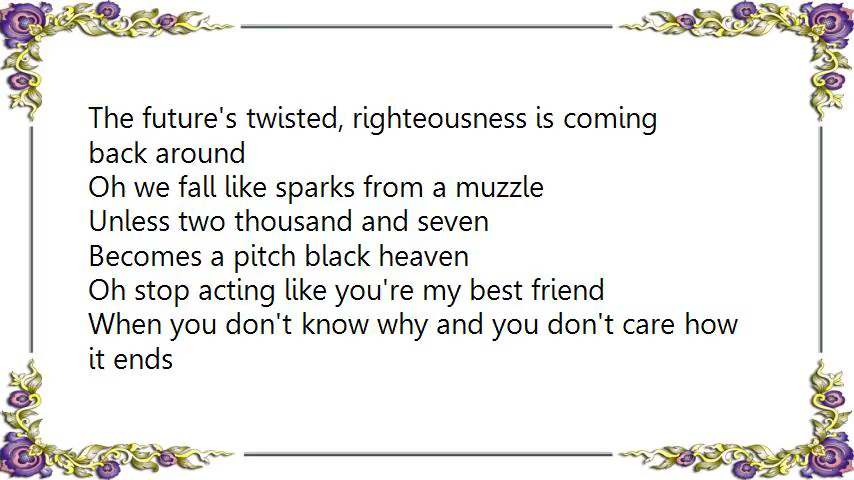 The future's twisted, righteousness is coming
back around
Oh we fall like sparks from a muzzle
Unless two thousand and seven
Becomes a pitch black heaven
Oh stop acting like you're my best friend
When you don't know why and you don't care how
it ends